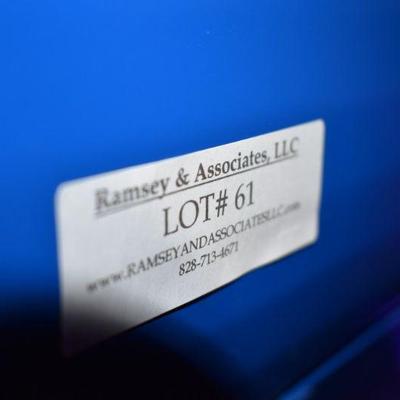 Ramsey & Associates, LLC
LOT# 61
www.RAMSEYANDASSOCIATESLLC.com
828-713-4671